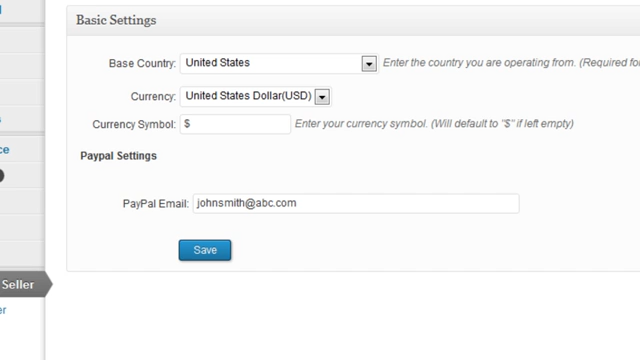 Basic Settings
Base Country: United States Enter the country you are operating from. (Required for
Currency: United States Dollar(USD)
Currency Symbol: $ Enter your currency symbol. (Will default to "$" if left empty)
Paypal Settings
PayPal Email: johnsmith@abc.com
Save
Seller